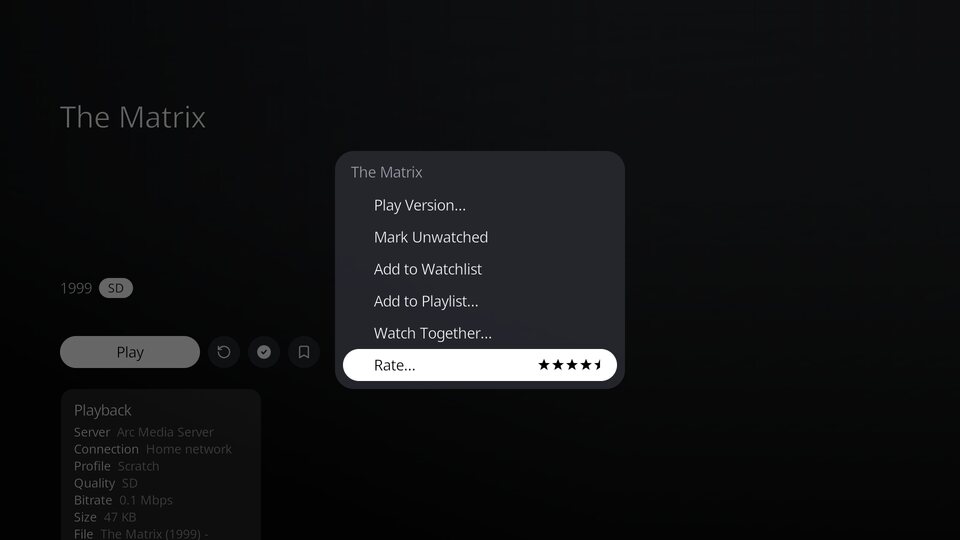 The Matrix
1999 SD
Play
Playback
Server Arc Media Server
Connection Home network
Profile Scratch
Quality SD
Bitrate 0.1 Mbps
Size 47 KB
File The Matrix (1999) -
The Matrix
Play Version...
Mark Unwatched
Add to Watchlist
Add to Playlist...
Watch Together...
Rate... ★★★★⯨